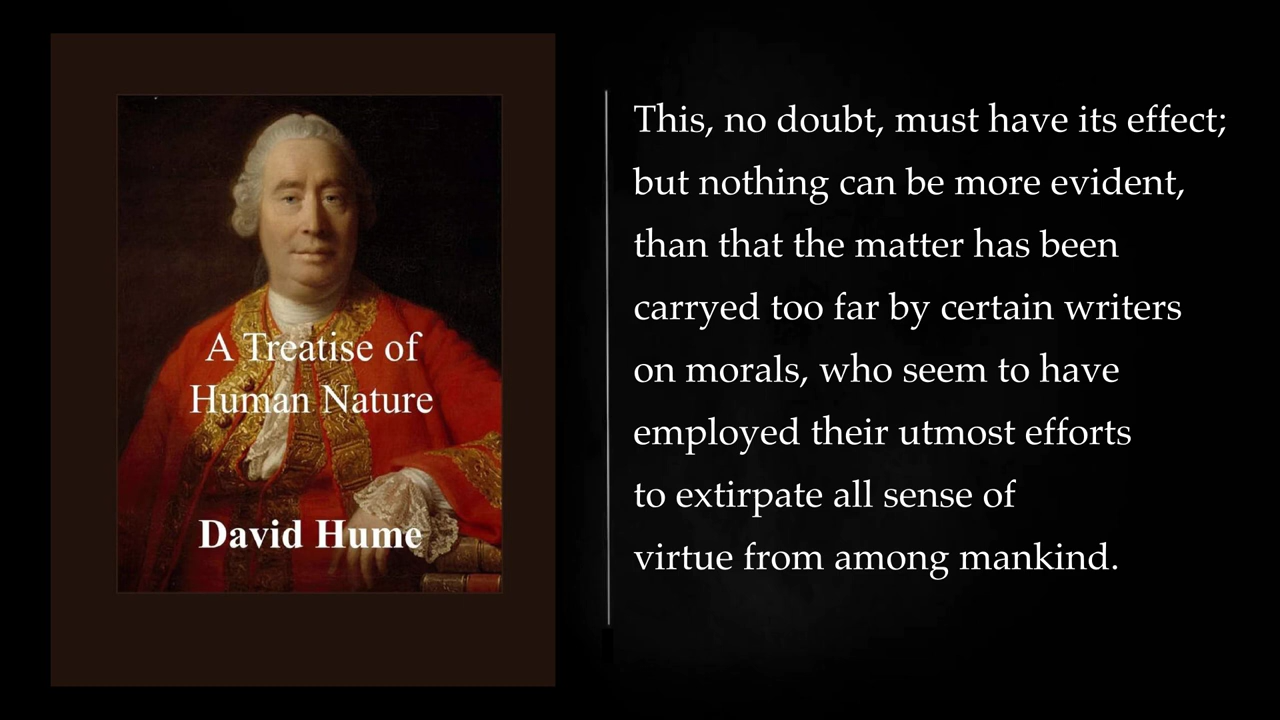 A Treatise of
Human Nature
David Hume
This, no doubt, must have its effect;
but nothing can be more evident,
than that the matter has been
carryed too far by certain writers
on morals, who seem to have
employed their utmost efforts
to extirpate all sense of
virtue from among mankind.